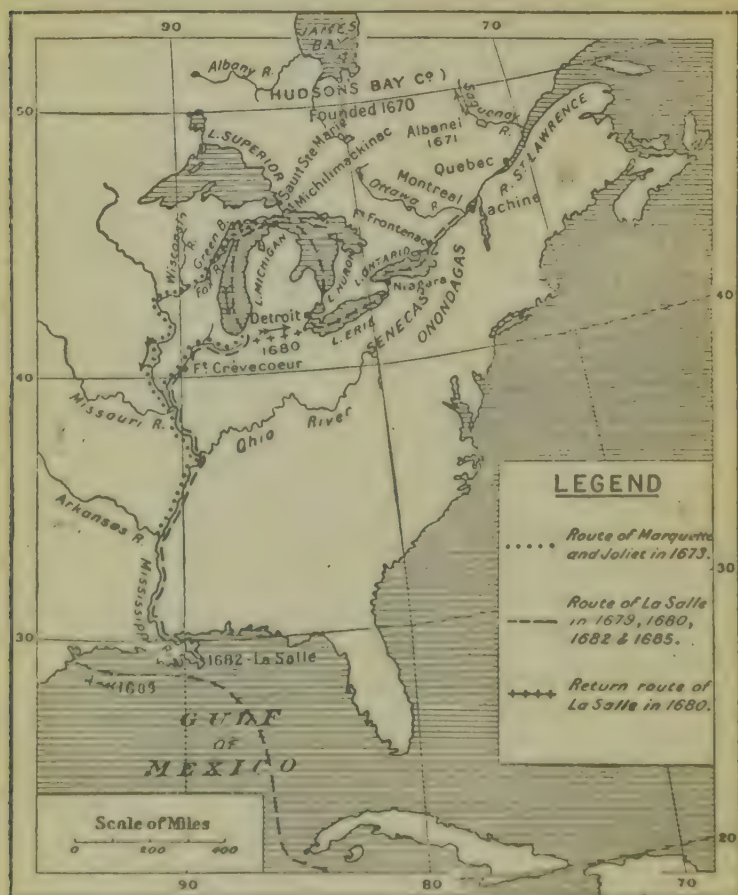 90
70
JAMES
BAY
Albany R.
(HUDSONS BAY Cº)
Founded 1670
50
Saguenay
R.
Albanel
1671
L. SUPERIOR
Sault Ste Marie
Michilimackinac
Quebec
R. ST LAWRENCE
Montreal
Ottawa R.
Lachine
Ft Frontenac
Wisconsin
R.
Green B.
Fox R.
L. MICHIGAN
L. HURON
L. ONTARIO
Niagara
40
Detroit
L. ERIE
SENECAS
ONONDAGAS
1680
Ft Crèvecoeur
40
Missouri R.
Ohio River
Arkansas R.
Mississippi
R.
30
30
1682-La Salle
GULF
OF
MEXICO
LEGEND
Route of Marquette
and Joliet in 1673.
Route of La Salle
in 1679, 1680,
1682 & 1685.
Return route of
La Salle in 1680.
Scale of Miles
0 200 400
20
90
80
70